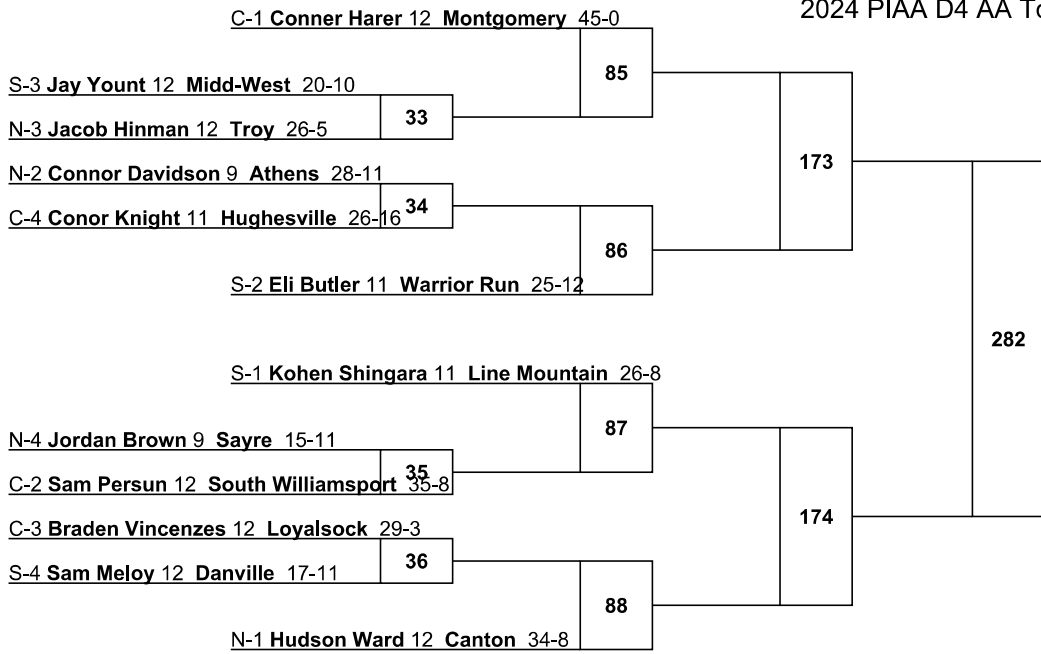 C-1 Conner Harer 12 Montgomery 45-0
2024 PIAA D4 AA To
85
S-3 Jay Yount 12 Midd-West 20-10
33
N-3 Jacob Hinman 12 Troy 26-5
173
N-2 Connor Davidson 9 Athens 28-11
34
C-4 Conor Knight 11 Hughesville 26-16
86
S-2 Eli Butler 11 Warrior Run 25-12
282
S-1 Kohen Shingara 11 Line Mountain 26-8
87
N-4 Jordan Brown 9 Sayre 15-11
35
C-2 Sam Persun 12 South Williamsport 35-8
174
C-3 Braden Vincenzes 12 Loyalsock 29-3
36
S-4 Sam Meloy 12 Danville 17-11
88
N-1 Hudson Ward 12 Canton 34-8